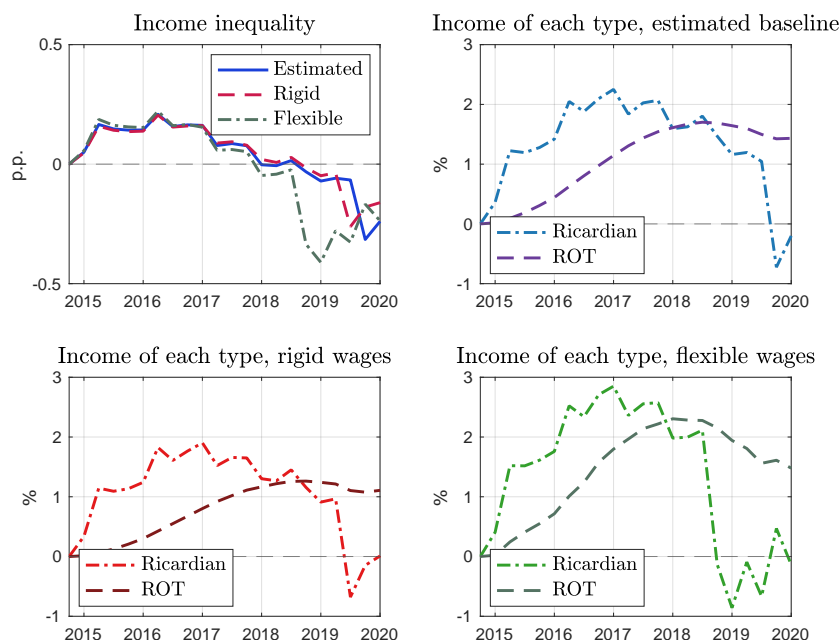 Income inequality
0.5
0
-0.5
p.p.
Estimated
Rigid
Flexible
2015 2016 2017 2018 2019 2020
Income of each type, estimated baseline
3
2
1
0
-1
%
Ricardian
ROT
2015 2016 2017 2018 2019 2020
Income of each type, rigid wages
3
2
1
0
-1
%
Ricardian
ROT
2015 2016 2017 2018 2019 2020
Income of each type, flexible wages
3
2
1
0
-1
%
Ricardian
ROT
2015 2016 2017 2018 2019 2020